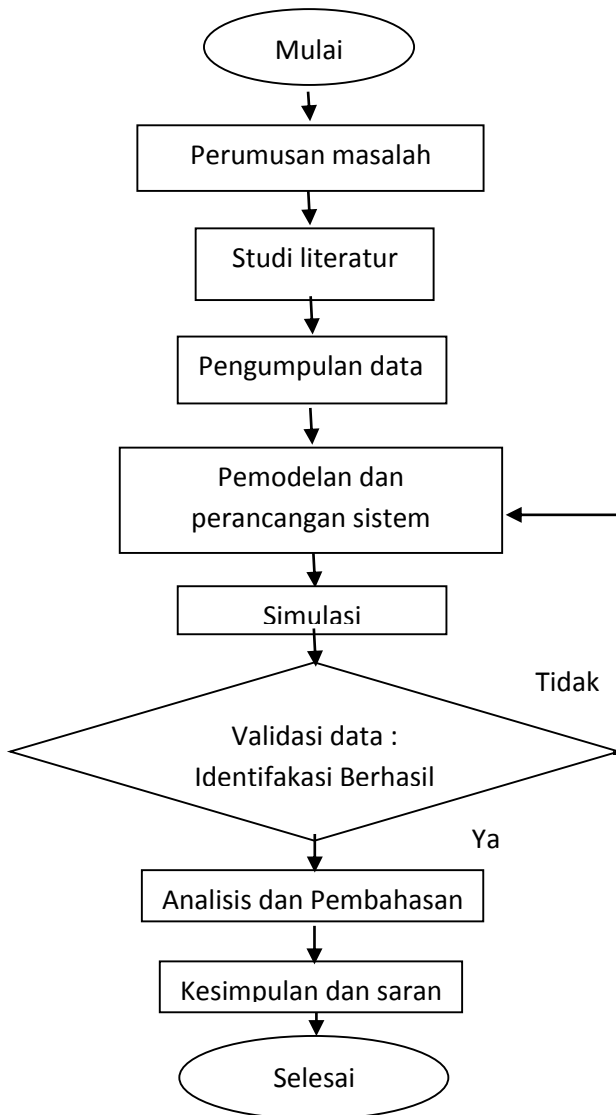 Mulai
Perumusan masalah
Studi literatur
Pengumpulan data
Pemodelan dan
perancangan sistem
Simulasi
Tidak
Validasi data :
Identifakasi Berhasil
Ya
Analisis dan Pembahasan
Kesimpulan dan saran
Selesai